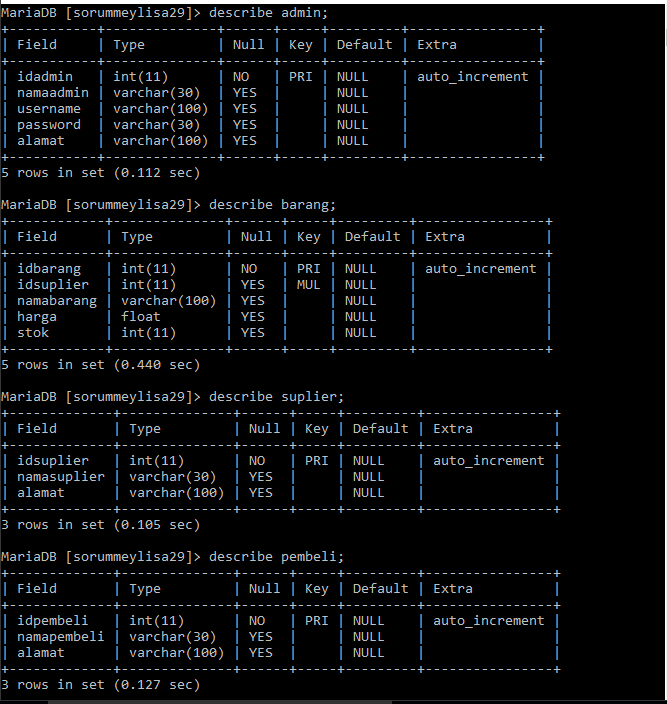 MariaDB [sorummeylisa29]> describe admin;
+-----------+--------------+------+-----+---------+----------------+
| Field     | Type         | Null | Key | Default | Extra          |
+-----------+--------------+------+-----+---------+----------------+
| idadmin   | int(11)      | NO   | PRI | NULL    | auto_increment |
| namaadmin | varchar(30)  | YES  |     | NULL    |                |
| username  | varchar(100) | YES  |     | NULL    |                |
| password  | varchar(30)  | YES  |     | NULL    |                |
| alamat    | varchar(100) | YES  |     | NULL    |                |
+-----------+--------------+------+-----+---------+----------------+
5 rows in set (0.112 sec)

MariaDB [sorummeylisa29]> describe barang;
+------------+--------------+------+-----+---------+----------------+
| Field      | Type         | Null | Key | Default | Extra          |
+------------+--------------+------+-----+---------+----------------+
| idbarang   | int(11)      | NO   | PRI | NULL    | auto_increment |
| idsuplier  | int(11)      | YES  | MUL | NULL    |                |
| namabarang | varchar(100) | YES  |     | NULL    |                |
| harga      | float        | YES  |     | NULL    |                |
| stok       | int(11)      | YES  |     | NULL    |                |
+------------+--------------+------+-----+---------+----------------+
5 rows in set (0.440 sec)

MariaDB [sorummeylisa29]> describe suplier;
+-------------+--------------+------+-----+---------+----------------+
| Field       | Type         | Null | Key | Default | Extra          |
+-------------+--------------+------+-----+---------+----------------+
| idsuplier   | int(11)      | NO   | PRI | NULL    | auto_increment |
| namasuplier | varchar(30)  | YES  |     | NULL    |                |
| alamat      | varchar(100) | YES  |     | NULL    |                |
+-------------+--------------+------+-----+---------+----------------+
3 rows in set (0.105 sec)

MariaDB [sorummeylisa29]> describe pembeli;
+-------------+--------------+------+-----+---------+----------------+
| Field       | Type         | Null | Key | Default | Extra          |
+-------------+--------------+------+-----+---------+----------------+
| idpembeli   | int(11)      | NO   | PRI | NULL    | auto_increment |
| namapembeli | varchar(30)  | YES  |     | NULL    |                |
| alamat      | varchar(100) | YES  |     | NULL    |                |
+-------------+--------------+------+-----+---------+----------------+
3 rows in set (0.127 sec)